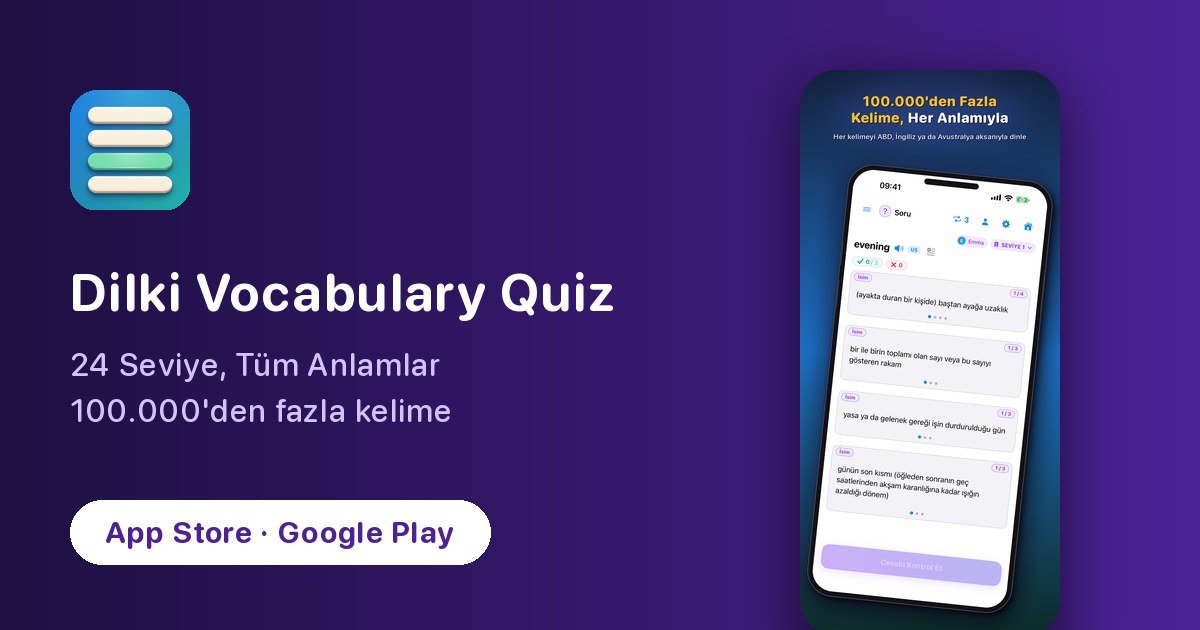 Dilki Vocabulary Quiz
24 Seviye, Tüm Anlamlar
100.000'den fazla kelime
App Store · Google Play
100.000'den Fazla
Kelime, Her Anlamıyla
Her kelimeyi ABD, İngiliz ya da Avustralya aksanıyla dinle
09:41
? Soru
3
E Emma
SEVİYE 1
evening
US
0 / 3
0
İsim
1 / 4
(ayakta duran bir kişide) baştan ayağa uzaklık
İsim
1 / 3
bir ile birin toplamı olan sayı veya bu sayıyı
gösteren rakam
İsim
1 / 3
yasa ya da gelenek gereği işin durdurulduğu gün
İsim
1 / 3
günün son kısmı (öğleden sonranın geç
saatlerinden akşam karanlığına kadar ışığın
azaldığı dönem)
Cevabı Kontrol Et